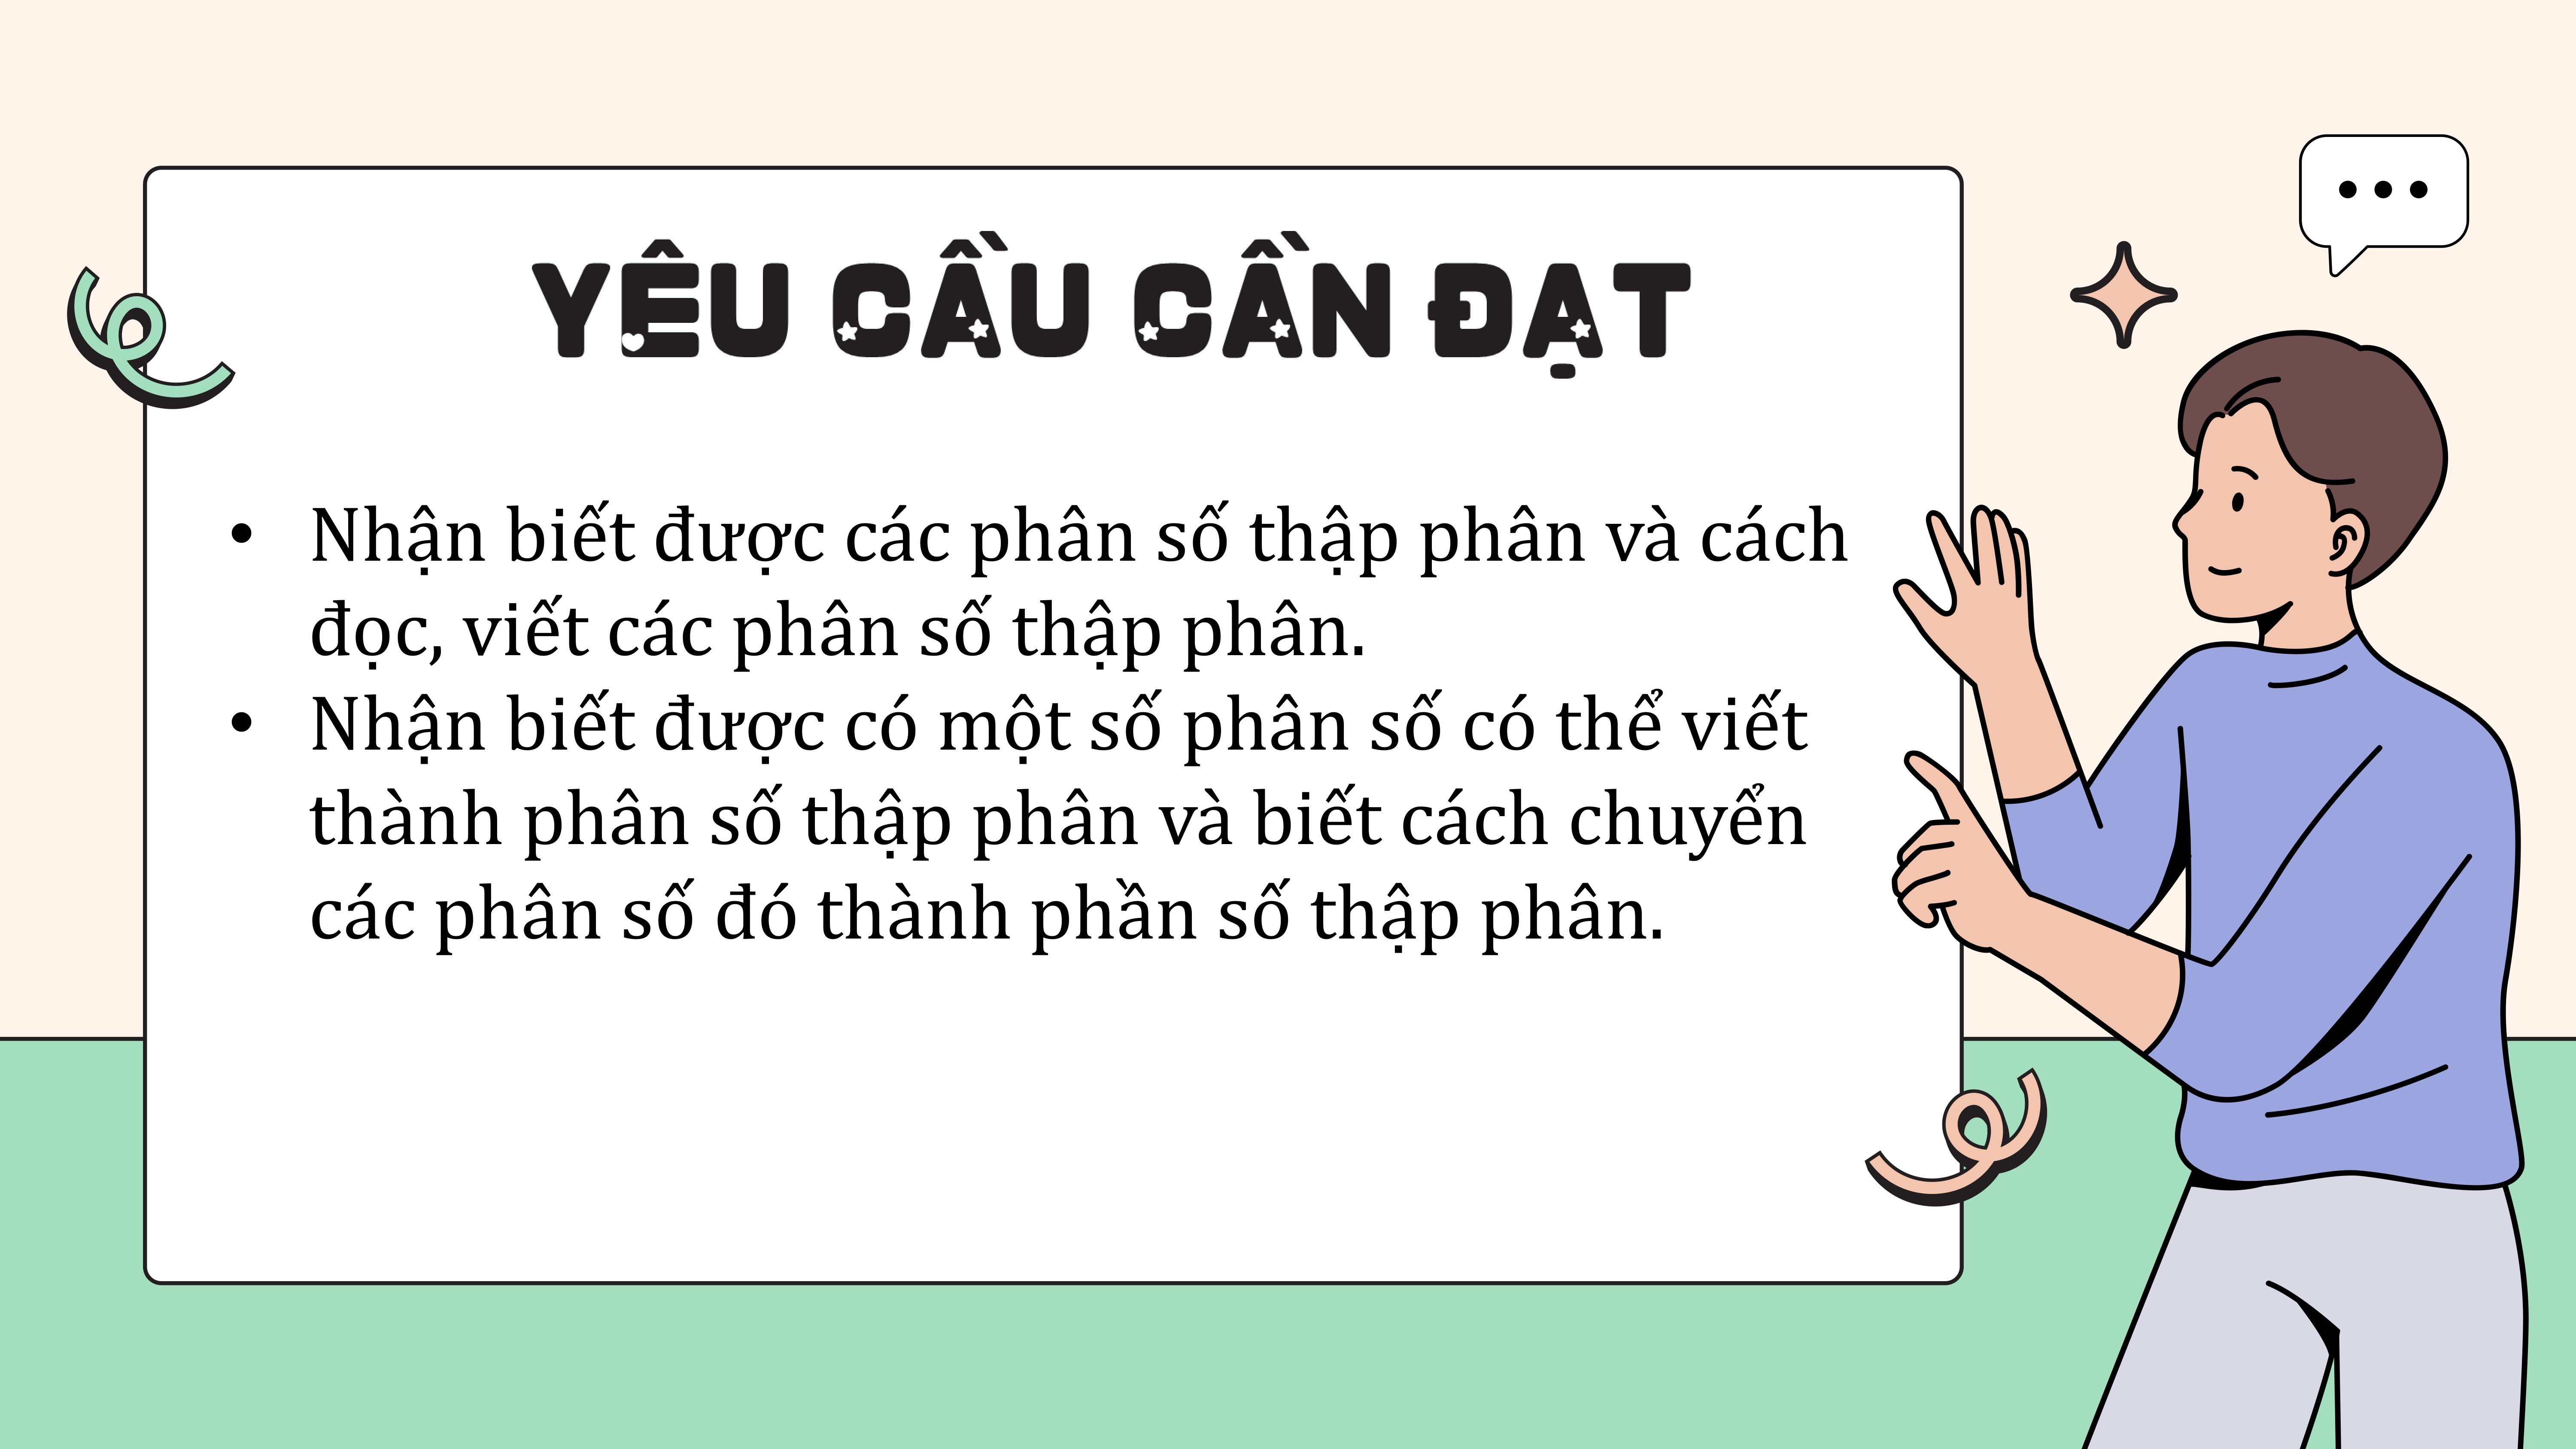 YÊU CẦU CẦN ĐẠT
• Nhận biết được các phân số thập phân và cách
đọc, viết các phân số thập phân.
• Nhận biết được có một số phân số có thể viết
thành phân số thập phân và biết cách chuyển
các phân số đó thành phần số thập phân.